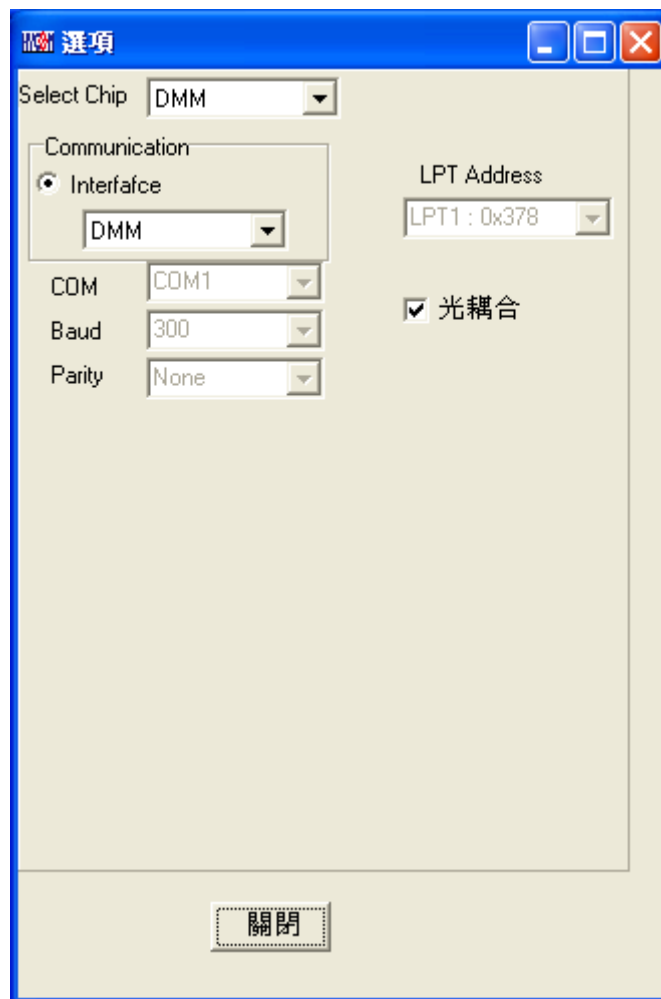 選項
Select Chip DMM
Communication
Interfafce
DMM
LPT Address
LPT1 : 0x378
COM COM1
Baud 300
Parity None
光耦合
關閉